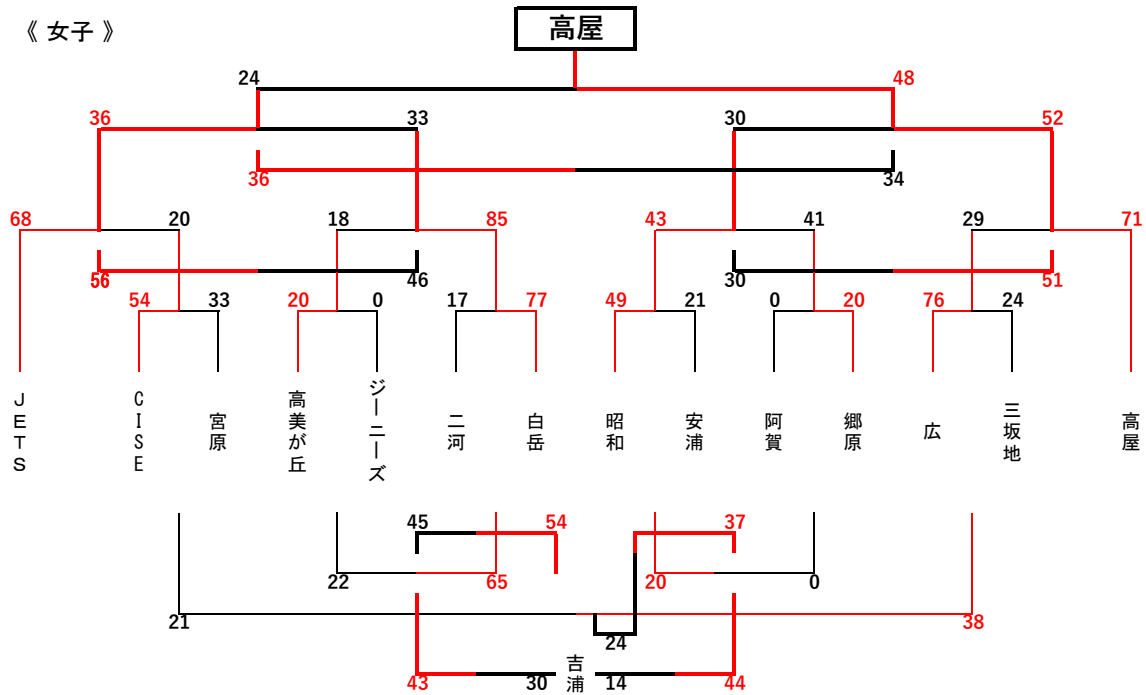 《 女子 》
高屋
24 48
36 33 30 52
36 34
68 20 18 85 43 41 29 71
56 46 30 51
54 33 20 0 17 77 49 21 0 20 76 24
JETS
CISE
宮原
高美が丘
ジーニーズ
二河
白岳
昭和
安浦
阿賀
郷原
広
三坂地
高屋
45 54 37
22 65 20 0
21 38
24
吉浦
43 30 14 44